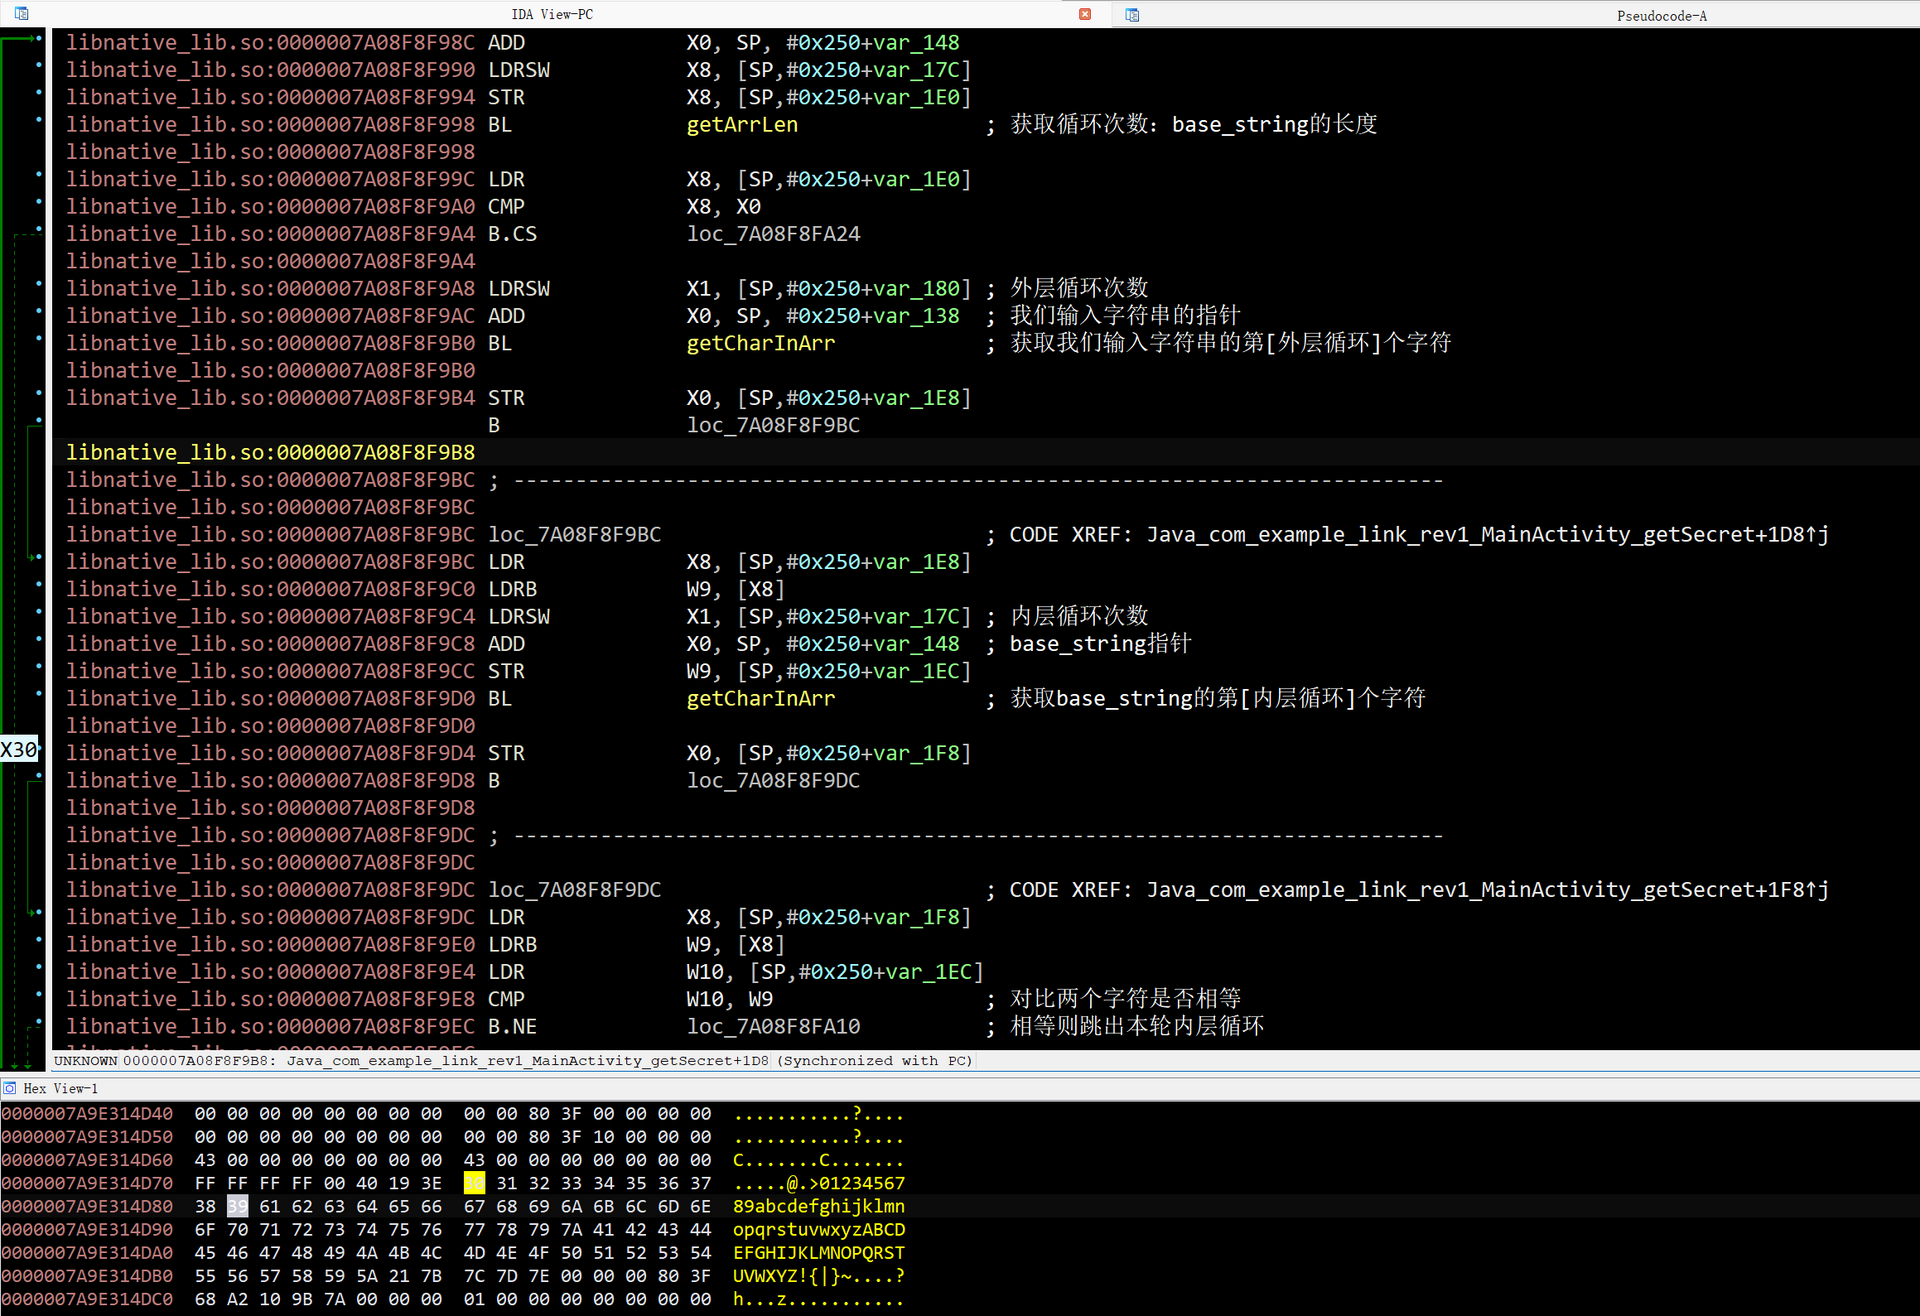 IDA View-PC
Pseudocode-A
libnative_lib.so:0000007A08F8F98C ADD X0, SP, #0x250+var_148
libnative_lib.so:0000007A08F8F990 LDRSW X8, [SP,#0x250+var_17C]
libnative_lib.so:0000007A08F8F994 STR X8, [SP,#0x250+var_1E0]
libnative_lib.so:0000007A08F8F998 BL getArrLen ; 获取循环次数：base_string的长度
libnative_lib.so:0000007A08F8F998
libnative_lib.so:0000007A08F8F99C LDR X8, [SP,#0x250+var_1E0]
libnative_lib.so:0000007A08F8F9A0 CMP X8, X0
libnative_lib.so:0000007A08F8F9A4 B.CS loc_7A08F8FA24
libnative_lib.so:0000007A08F8F9A4
libnative_lib.so:0000007A08F8F9A8 LDRSW X1, [SP,#0x250+var_180] ; 外层循环次数
libnative_lib.so:0000007A08F8F9AC ADD X0, SP, #0x250+var_138 ; 我们输入字符串的指针
libnative_lib.so:0000007A08F8F9B0 BL getCharInArr ; 获取我们输入字符串的第[外层循环]个字符
libnative_lib.so:0000007A08F8F9B0
libnative_lib.so:0000007A08F8F9B4 STR X0, [SP,#0x250+var_1E8]
B loc_7A08F8F9BC
libnative_lib.so:0000007A08F8F9B8
libnative_lib.so:0000007A08F8F9BC ; ---------------------------------------------------------------------------
libnative_lib.so:0000007A08F8F9BC
libnative_lib.so:0000007A08F8F9BC loc_7A08F8F9BC ; CODE XREF: Java_com_example_link_rev1_MainActivity_getSecret+1D8↑j
libnative_lib.so:0000007A08F8F9BC LDR X8, [SP,#0x250+var_1E8]
libnative_lib.so:0000007A08F8F9C0 LDRB W9, [X8]
libnative_lib.so:0000007A08F8F9C4 LDRSW X1, [SP,#0x250+var_17C] ; 内层循环次数
libnative_lib.so:0000007A08F8F9C8 ADD X0, SP, #0x250+var_148 ; base_string指针
libnative_lib.so:0000007A08F8F9CC STR W9, [SP,#0x250+var_1EC]
libnative_lib.so:0000007A08F8F9D0 BL getCharInArr ; 获取base_string的第[内层循环]个字符
libnative_lib.so:0000007A08F8F9D0
X30 libnative_lib.so:0000007A08F8F9D4 STR X0, [SP,#0x250+var_1F8]
libnative_lib.so:0000007A08F8F9D8 B loc_7A08F8F9DC
libnative_lib.so:0000007A08F8F9D8
libnative_lib.so:0000007A08F8F9DC ; ---------------------------------------------------------------------------
libnative_lib.so:0000007A08F8F9DC
libnative_lib.so:0000007A08F8F9DC loc_7A08F8F9DC ; CODE XREF: Java_com_example_link_rev1_MainActivity_getSecret+1F8↑j
libnative_lib.so:0000007A08F8F9DC LDR X8, [SP,#0x250+var_1F8]
libnative_lib.so:0000007A08F8F9E0 LDRB W9, [X8]
libnative_lib.so:0000007A08F8F9E4 LDR W10, [SP,#0x250+var_1EC]
libnative_lib.so:0000007A08F8F9E8 CMP W10, W9 ; 对比两个字符是否相等
libnative_lib.so:0000007A08F8F9EC B.NE loc_7A08F8FA10 ; 相等则跳出本轮内层循环
UNKNOWN 0000007A08F8F9B8: Java_com_example_link_rev1_MainActivity_getSecret+1D8 (Synchronized with PC)
Hex View-1
0000007A9E314D40 00 00 00 00 00 00 00 00 00 00 80 3F 00 00 00 00 ...........?....
0000007A9E314D50 00 00 00 00 00 00 00 00 00 00 80 3F 10 00 00 00 ...........?....
0000007A9E314D60 43 00 00 00 00 00 00 00 43 00 00 00 00 00 00 00 C.......C.......
0000007A9E314D70 FF FF FF FF 00 40 19 3E 30 31 32 33 34 35 36 37 .....@.>01234567
0000007A9E314D80 38 39 61 62 63 64 65 66 67 68 69 6A 6B 6C 6D 6E 89abcdefghijklmn
0000007A9E314D90 6F 70 71 72 73 74 75 76 77 78 79 7A 41 42 43 44 opqrstuvwxyzABCD
0000007A9E314DA0 45 46 47 48 49 4A 4B 4C 4D 4E 4F 50 51 52 53 54 EFGHIJKLMNOPQRST
0000007A9E314DB0 55 56 57 58 59 5A 21 7B 7C 7D 7E 00 00 00 80 3F UVWXYZ!{|}~....?
0000007A9E314DC0 68 A2 10 9B 7A 00 00 00 01 00 00 00 00 00 00 00 h...z...........